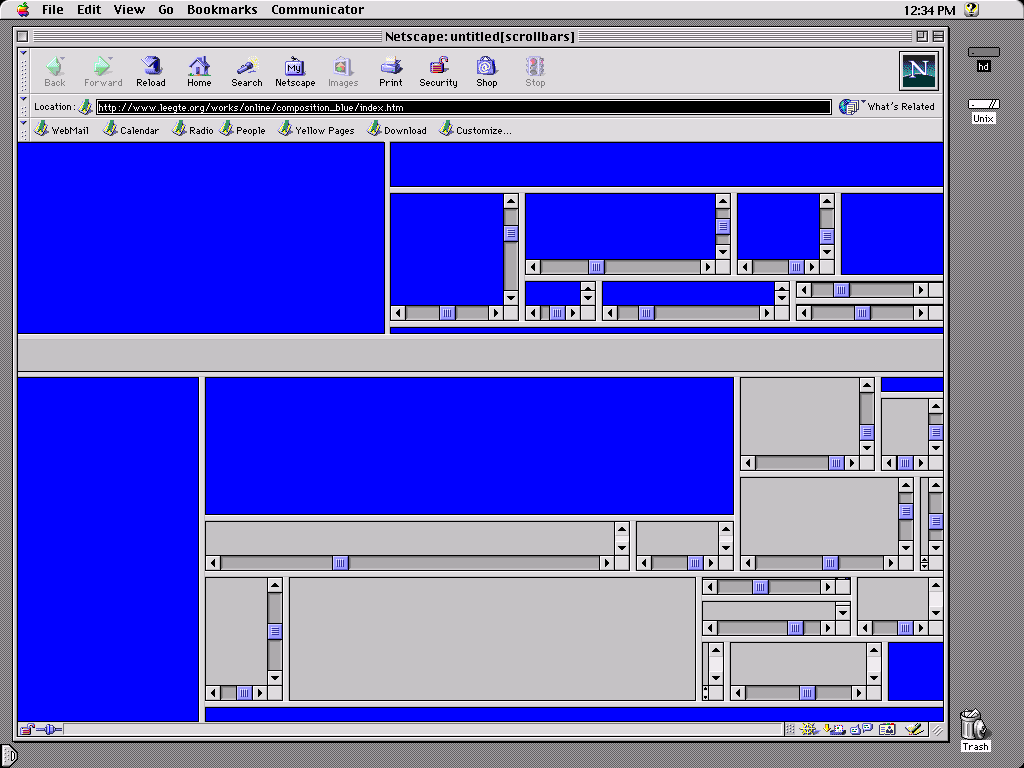 File Edit View Go Bookmarks Communicator 12:34 PM
Netscape: untitled[scrollbars]
Back Forward Reload Home Search Netscape Images Print Security Shop Stop
My
N
hd
Location: http://www.leegte.org/works/online/composition_blue/index.htm What's Related
Unix
WebMail Calendar Radio People Yellow Pages Download Customize...
Trash